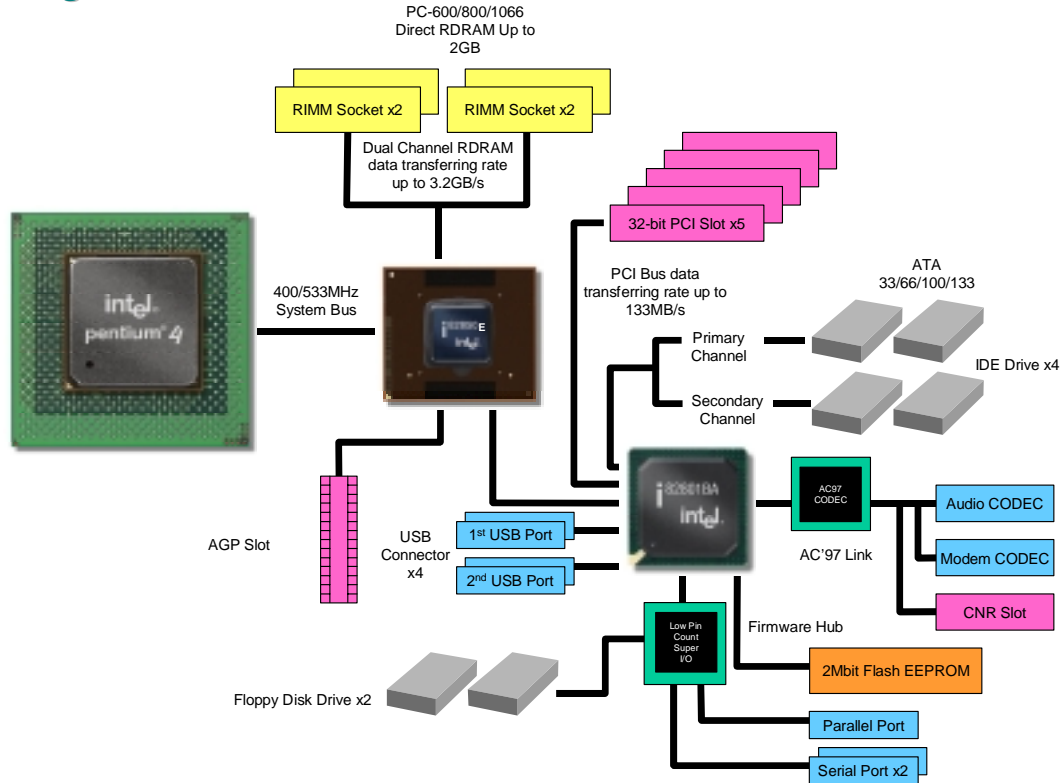 PC-600/800/1066
Direct RDRAM Up to
2GB
RIMM Socket x2
RIMM Socket x2
Dual Channel RDRAM
data transferring rate
up to 3.2GB/s
32-bit PCI Slot x5
intel.
pentium® 4
400/533MHz
System Bus
E
intel.
PCI Bus data
transferring rate up to
133MB/s
ATA
33/66/100/133
Primary
Channel
IDE Drive x4
Secondary
Channel
i
82801BA
intel.
AC97
CODEC
AC'97 Link
Audio CODEC
Modem CODEC
CNR Slot
AGP Slot
USB
Connector
x4
1st USB Port
2nd USB Port
Low Pin
Count
Super
I/O
Firmware Hub
2Mbit Flash EEPROM
Floppy Disk Drive x2
Parallel Port
Serial Port x2